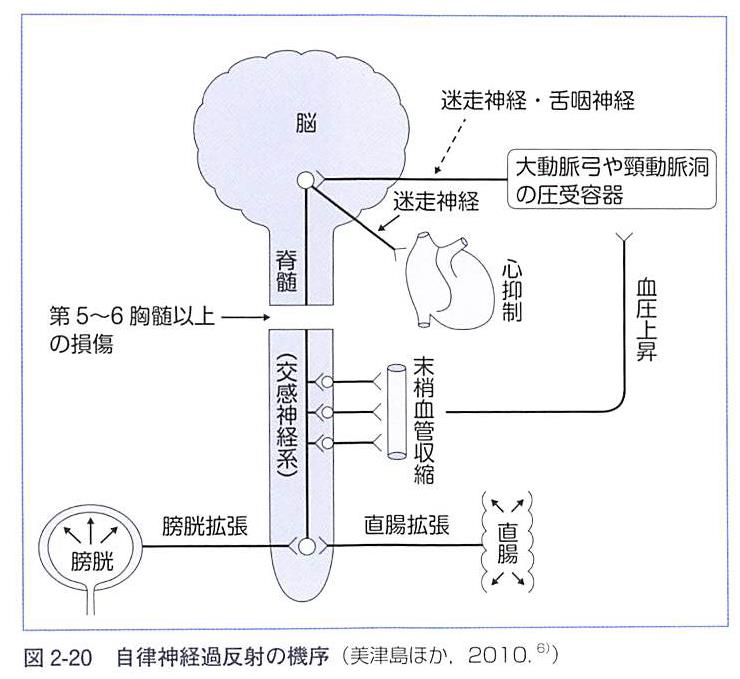 脳
迷走神経・舌咽神経
大動脈弓や頸動脈洞
の圧受容器
迷走神経
脊髄
心抑制
第5〜6胸髄以上
の損傷
血圧上昇
(交感神経系)
末梢血管収縮
膀胱拡張
直腸拡張
膀胱
直腸
図2-20 自律神経過反射の機序(美津島ほか,2010.6))